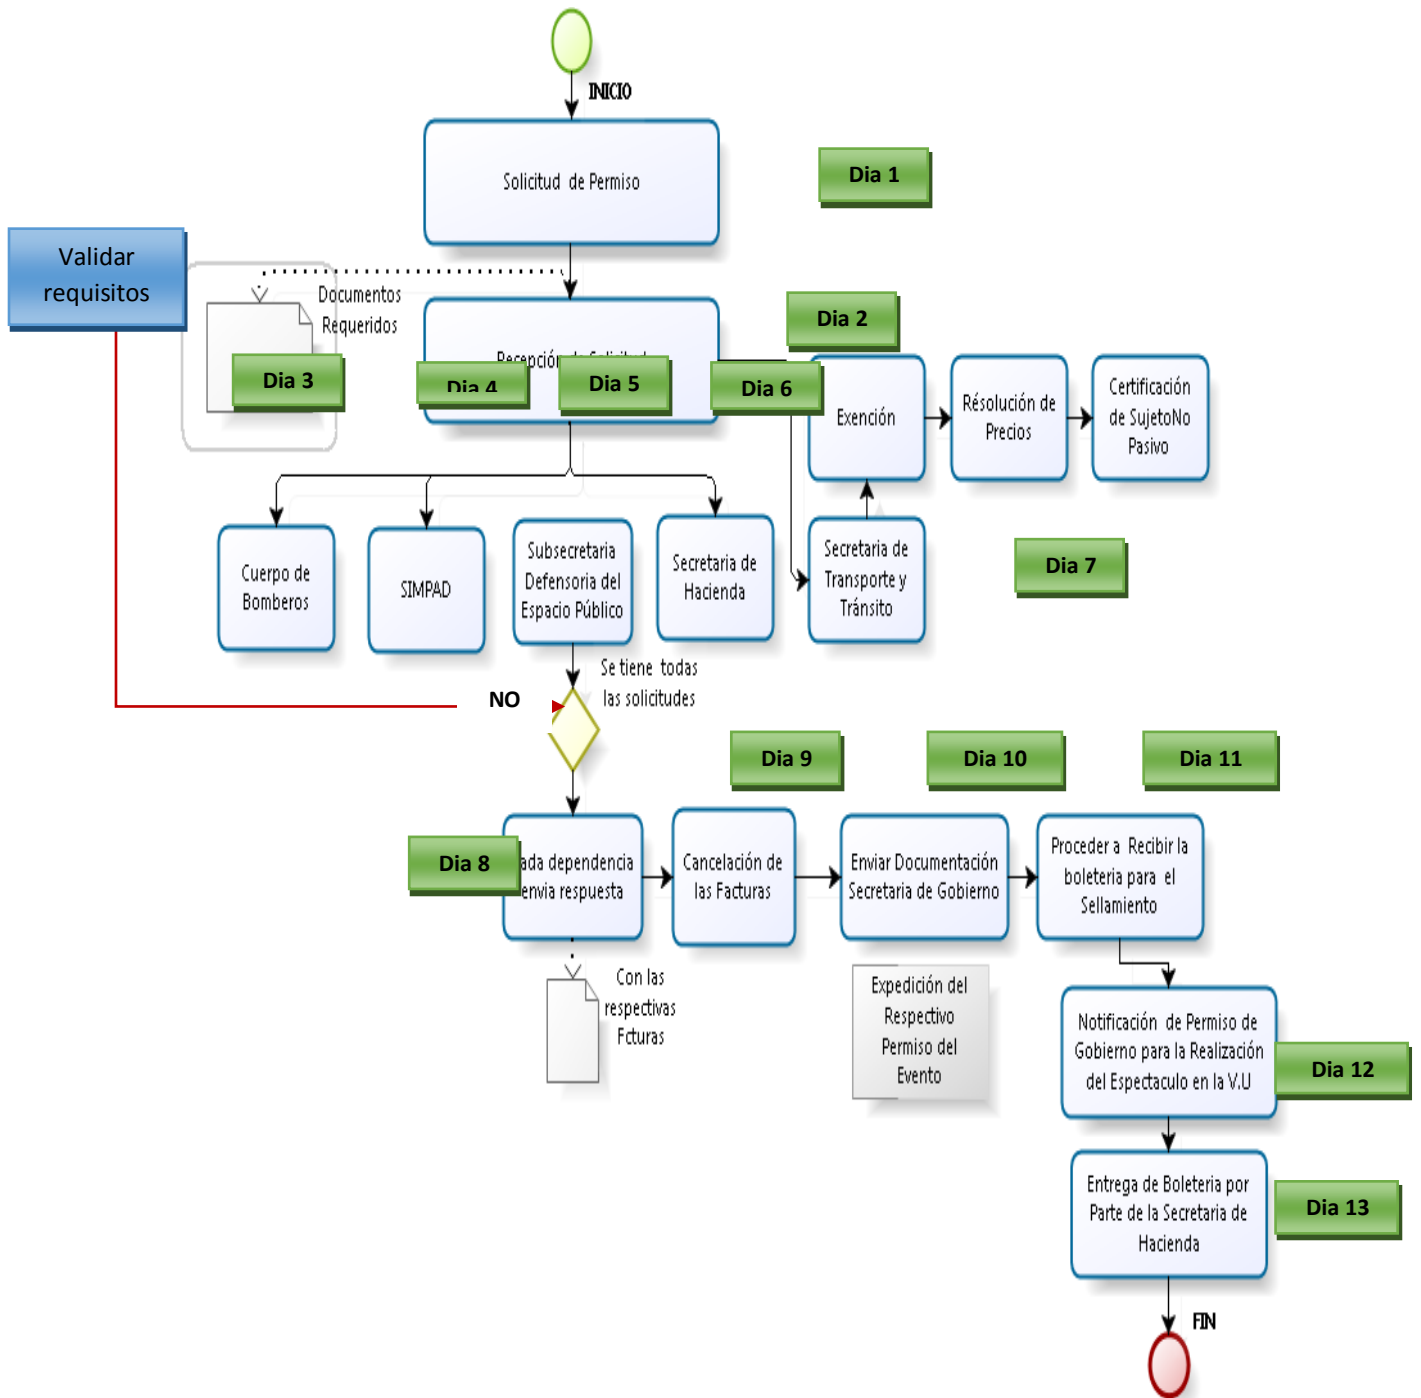 INICIO
Solicitud de Permiso
Dia 1
Validar
requisitos
Documentos
Requeridos
Dia 2
Dia 3
Dia 4
Dia 5
Dia 6
Exención
Résolución de
Precios
Certificación
de SujetoNo
Pasivo
Cuerpo de
Bomberos
SIMPAD
Subsecretaria
Defensoria del
Espacio Público
Secretaria de
Hacienda
Secretaria de
Transporte y
Tránsito
Dia 7
Se tiene todas
las solicitudes
NO
Dia 9
Dia 10
Dia 11
Dia 8
ada dependencia
envia respuesta
Cancelación de
las Facturas
Enviar Documentación
Secretaria de Gobierno
Proceder a Recibir la
boleteria para el
Sellamiento
Con las
respectivas
Fcturas
Expedición del
Respectivo
Permiso del
Evento
Notificación de Permiso de
Gobierno para la Realización
del Espectaculo en la V.U
Dia 12
Entrega de Boleteria por
Parte de la Secretaria de
Hacienda
Dia 13
FIN